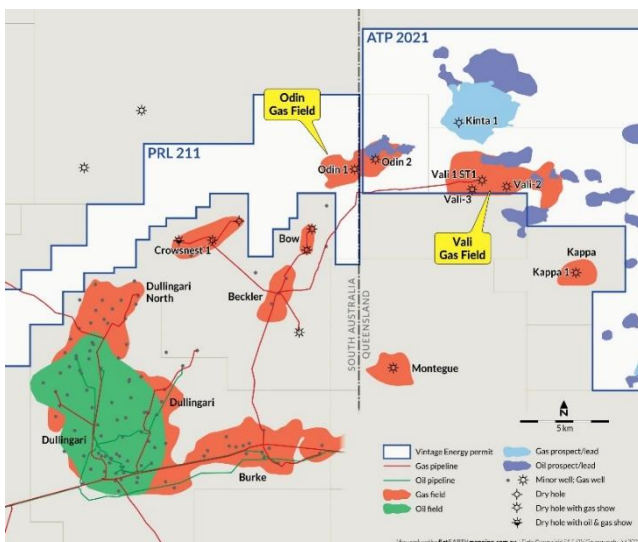 ATP 2021
Odin
Gas Field
Kinta 1
PRL 211
Odin 1
Odin 2
Vali 1 ST1
Vali-2
Vali-3
Vali
Gas Field
Crowsnest 1
Bow
Kappa
Kappa 1
Beckler
Dullingari
North
SOUTH AUSTRALIA
QUEENSLAND
Montegue
N
5 km
Dullingari
Dullingari
Burke
Vintage Energy permit
Gas pipeline
Oil pipeline
Gas field
Oil field
Gas prospect/lead
Oil prospect/lead
Minor well; Gas well
Dry hole
Dry hole with gas show
Dry hole with oil & gas show